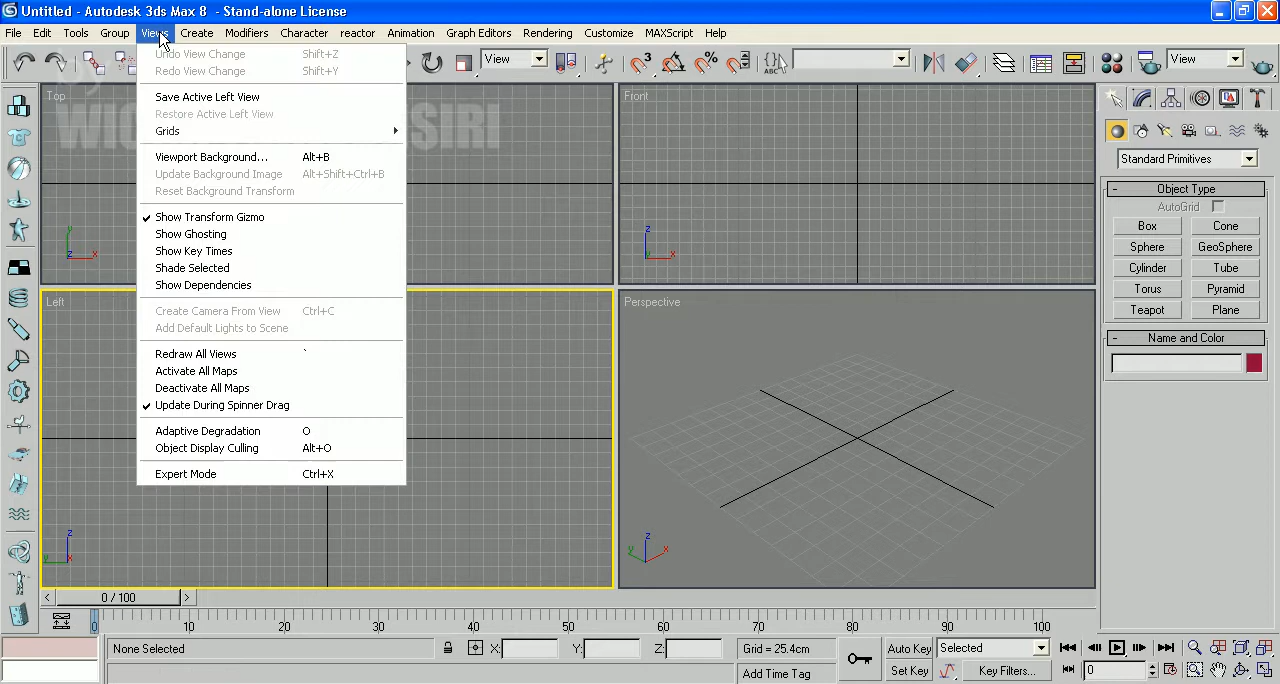 Untitled - Autodesk 3ds Max 8 - Stand-alone License
File Edit Tools Group Views Create Modifiers Character reactor Animation Graph Editors Rendering Customize MAXScript Help
View 3 % ABC View
Undo View Change Shift+Z
Redo View Change Shift+Y
Save Active Left View
Restore Active Left View
Grids
Viewport Background... Alt+B
Update Background Image Alt+Shift+Ctrl+B
Reset Background Transform
Show Transform Gizmo
Show Ghosting
Show Key Times
Shade Selected
Show Dependencies
Create Camera From View Ctrl+C
Add Default Lights to Scene
Redraw All Views `
Activate All Maps
Deactivate All Maps
Update During Spinner Drag
Adaptive Degradation O
Object Display Culling Alt+O
Expert Mode Ctrl+X
by
Top
y z x
Front
z y x
Left
z y x
Perspective
z y x
Standard Primitives
- Object Type
AutoGrid
Box Cone
Sphere GeoSphere
Cylinder Tube
Torus Pyramid
Teapot Plane
- Name and Color
< 0 / 100 >
0 10 20 30 40 50 60 70 80 90 100
None Selected X: Y: Z: Grid = 25.4cm Auto Key Selected
Add Time Tag Set Key Key Filters... 0